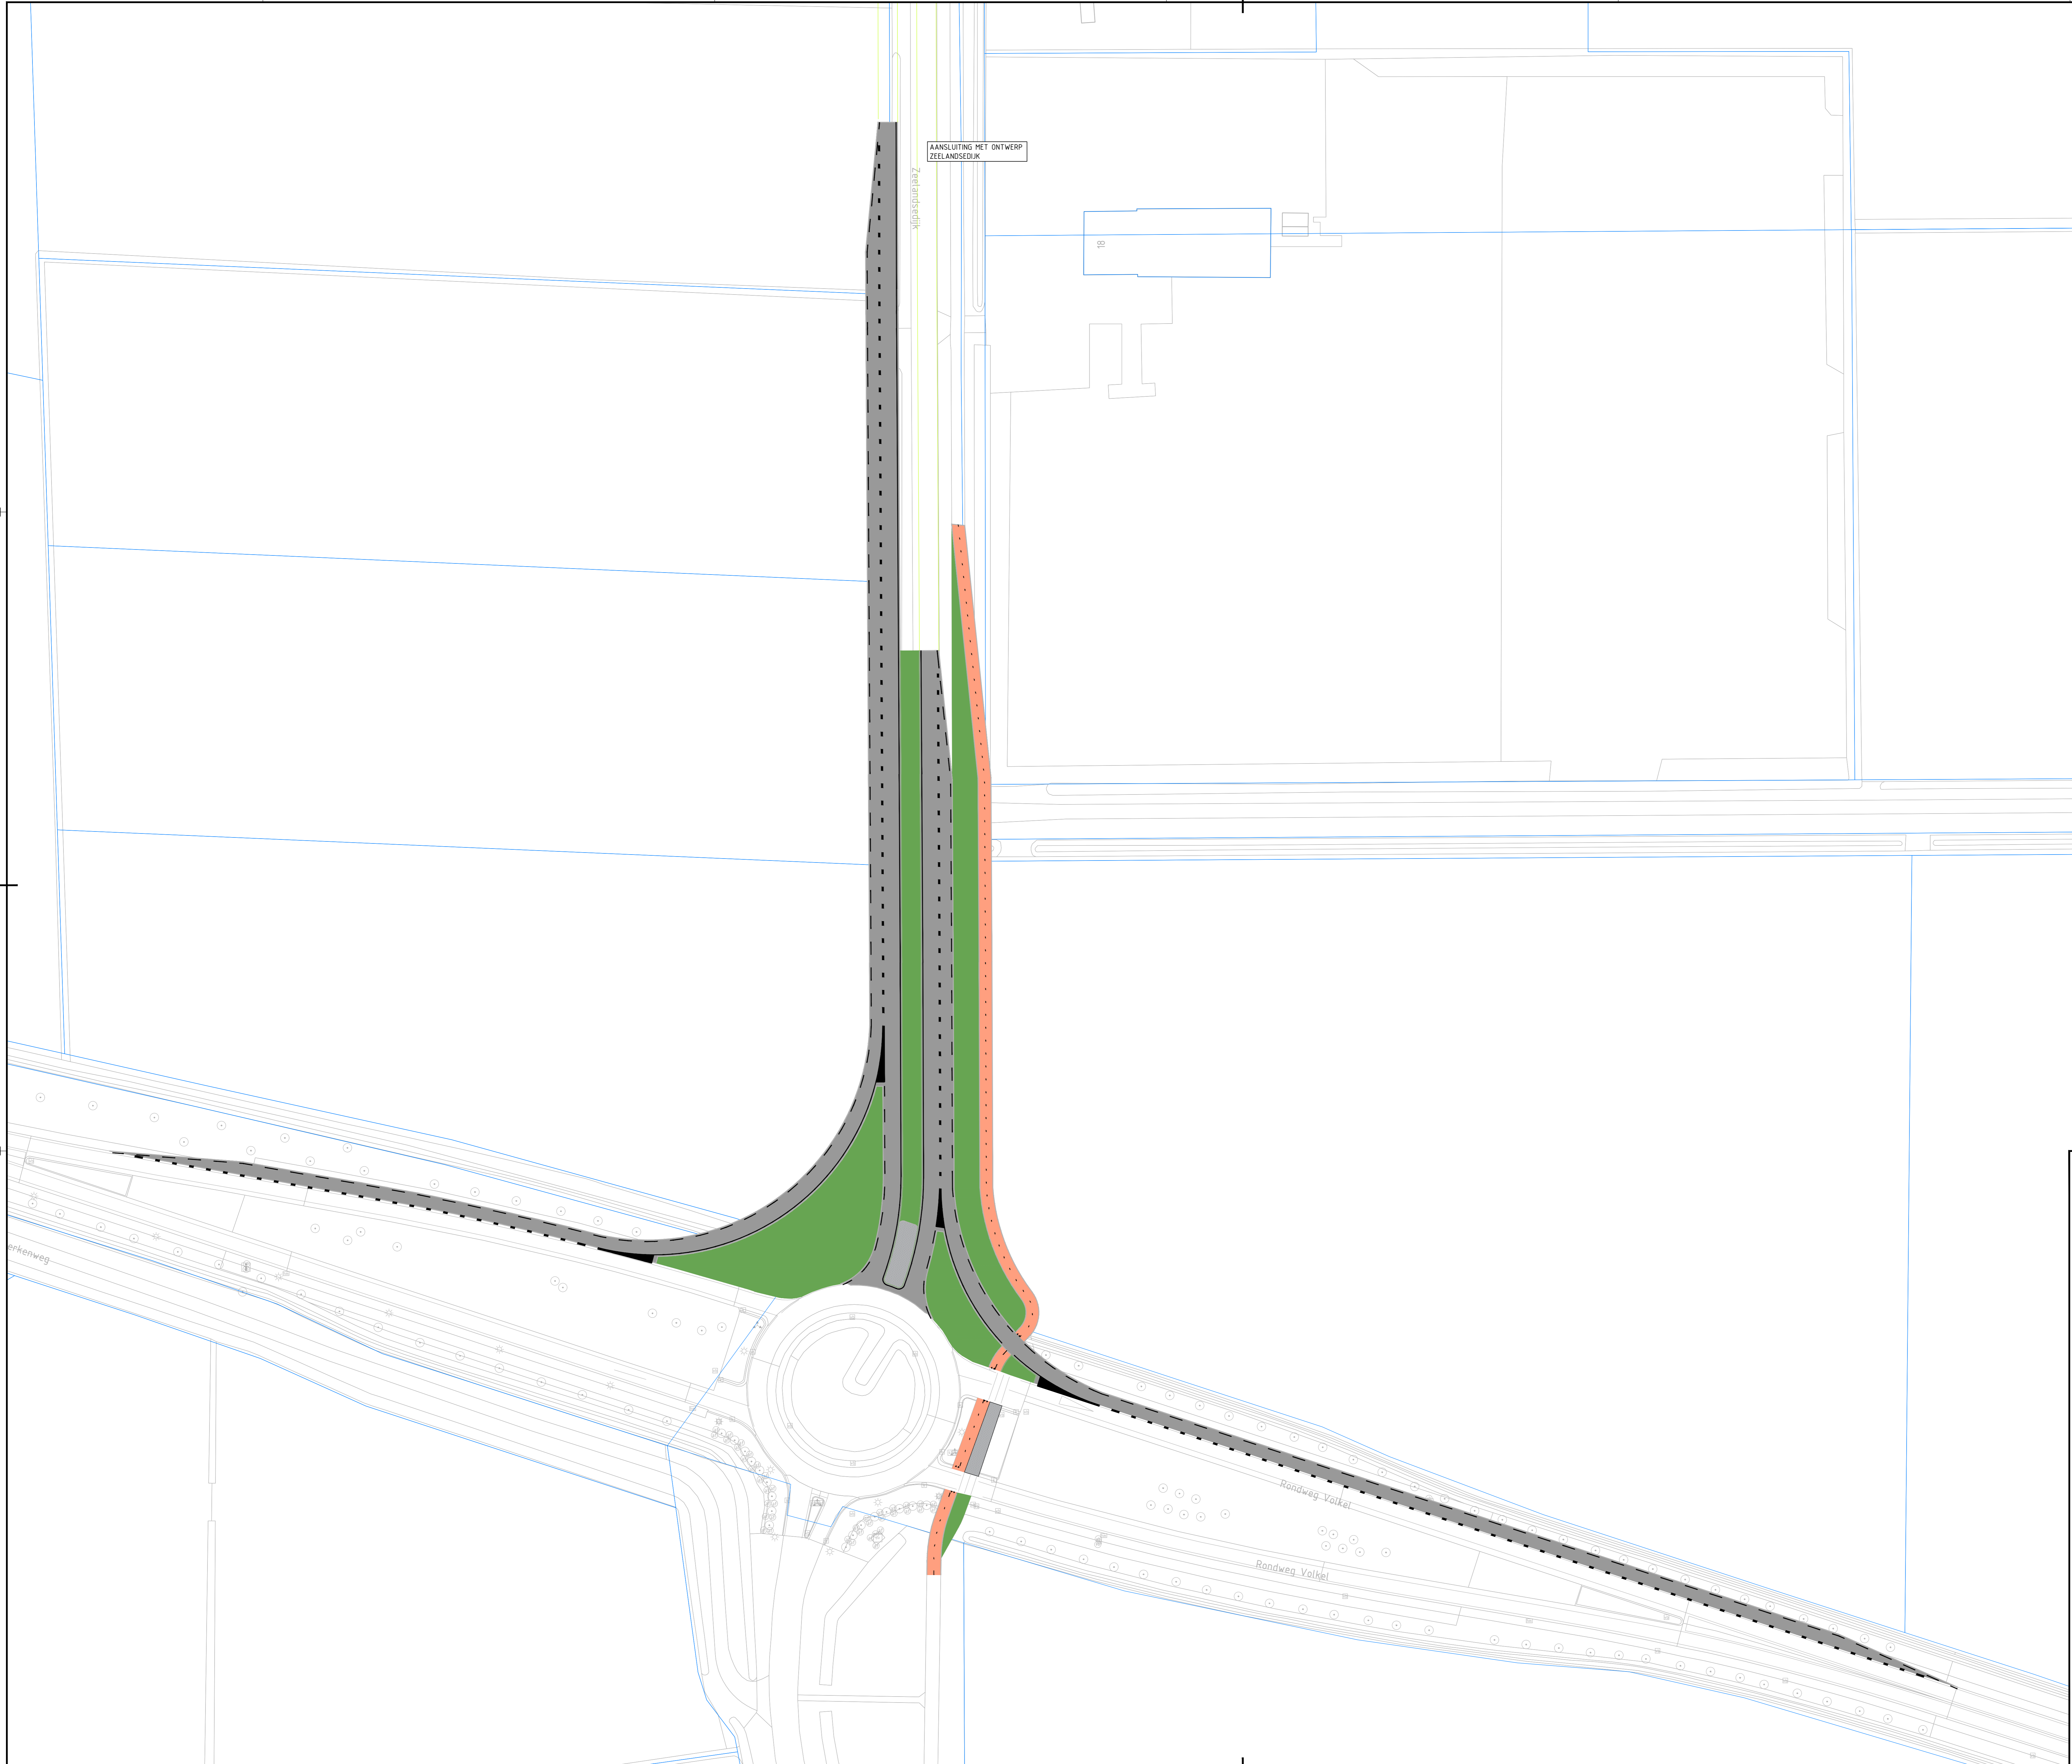 AANSLUITING MET ONTWERP
ZEELANDSEDIJK
Zeelandsedijk
18
erkenweg
Rondweg Volkel
Rondweg Volkel